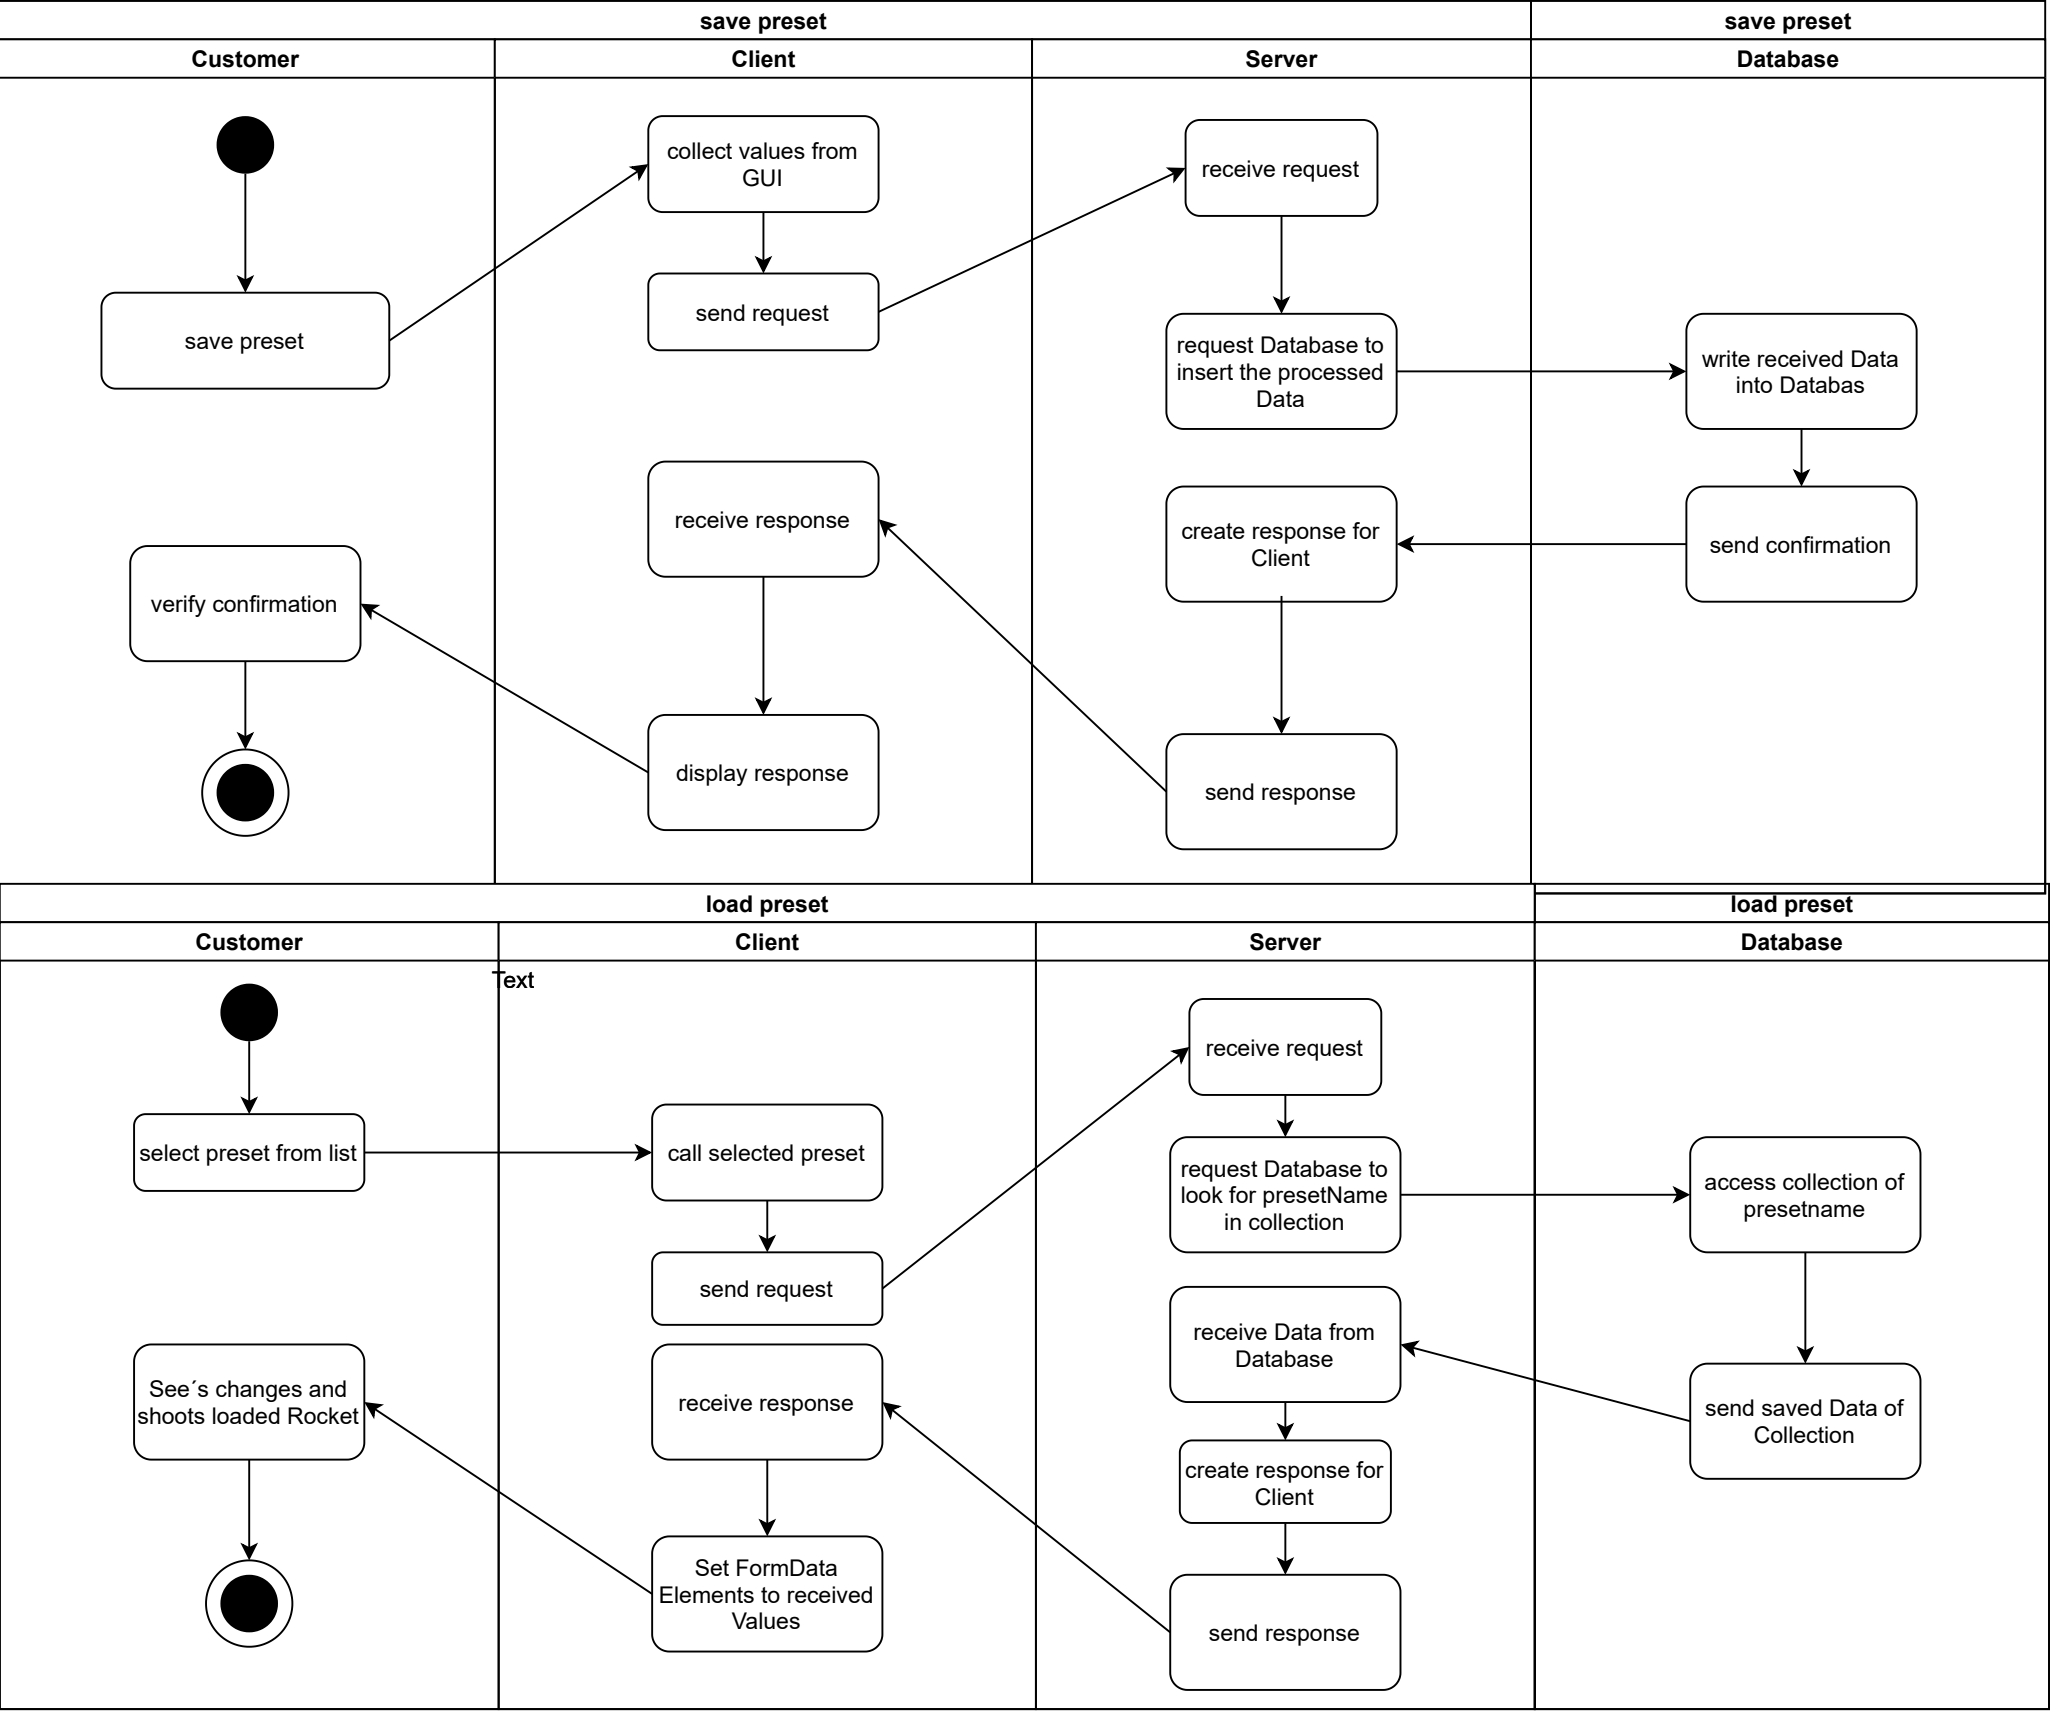 save preset
save preset
Customer
Client
Server
Database
collect values from
GUI
receive request
send request
save preset
request Database to
insert the processed
Data
write received Data
into Databas
receive response
create response for
Client
send confirmation
verify confirmation
display response
send response
load preset
load preset
Customer
Client
Server
Database
Text
receive request
select preset from list
call selected preset
request Database to
look for presetName
in collection
access collection of
presetname
send request
receive Data from
Database
See´s changes and
shoots loaded Rocket
receive response
send saved Data of
Collection
create response for
Client
Set FormData
Elements to received
Values
send response